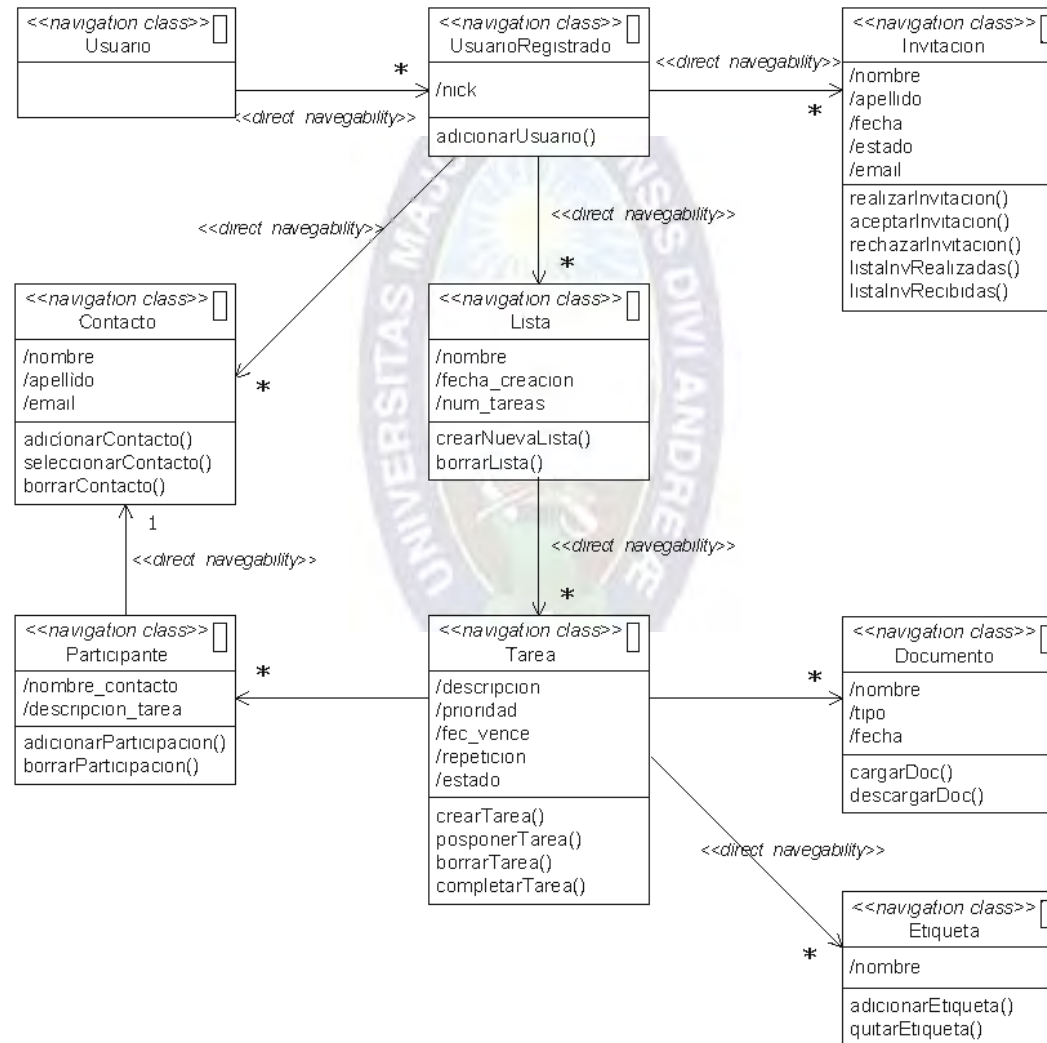 <<navigation class>>
Usuario
<<navigation class>>
UsuarioRegistrado
/nick
adicionarUsuario()
<<navigation class>>
Invitacion
/nombre
/apellido
/fecha
/estado
/email
realizarInvitacion()
aceptarInvitacion()
rechazarInvitacion()
listaInvRealizadas()
listaInvRecibidas()
*
<<direct navegability>>
<<direct navegability>>
*
<<direct navegability>>
<<direct navegability>>
*
*
<<navigation class>>
Contacto
/nombre
/apellido
/email
adicionarContacto()
seleccionarContacto()
borrarContacto()
<<navigation class>>
Lista
/nombre
/fecha_creacion
/num_tareas
crearNuevaLista()
borrarLista()
1
<<direct navegability>>
<<direct navegability>>
*
<<navigation class>>
Participante
/nombre_contacto
/descripcion_tarea
adicionarParticipacion()
borrarParticipacion()
*
<<navigation class>>
Tarea
/descripcion
/prioridad
/fec_vence
/repeticion
/estado
crearTarea()
posponerTarea()
borrarTarea()
completarTarea()
*
<<navigation class>>
Documento
/nombre
/tipo
/fecha
cargarDoc()
descargarDoc()
<<direct navegability>>
*
<<navigation class>>
Etiqueta
/nombre
adicionarEtiqueta()
quitarEtiqueta()
UNIVERSITAS
DIVI ANDREÆ